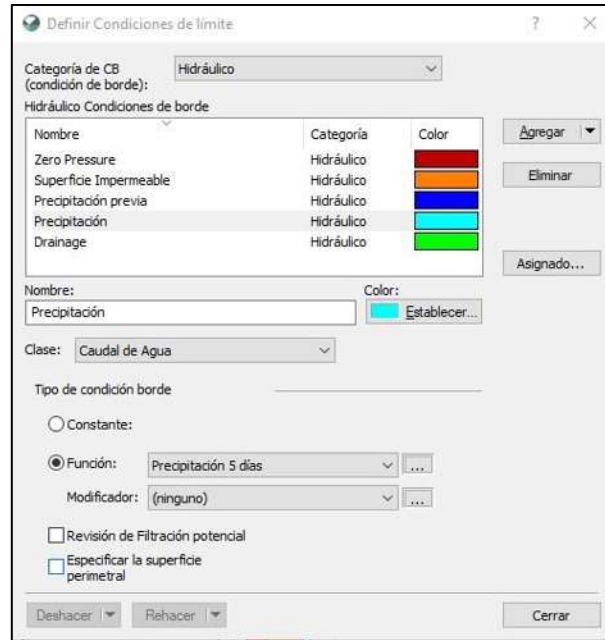 Definir Condiciones de límite ? ×
Categoría de CB
(condición de borde):
Hidráulico
Hidráulico Condiciones de borde
Nombre Categoría Color
Zero Pressure Hidráulico
Superficie Impermeable Hidráulico
Precipitación previa Hidráulico
Precipitación Hidráulico
Drainage Hidráulico
Agregar
Eliminar
Asignado...
Nombre: Color:
Precipitación Establecer...
Clase: Caudal de Agua
Tipo de condición borde
Constante:
Función: Precipitación 5 días ...
Modificador: (ninguno) ...
Revisión de Filtración potencial
Especificar la superficie
perimetral
Deshacer Rehacer Cerrar